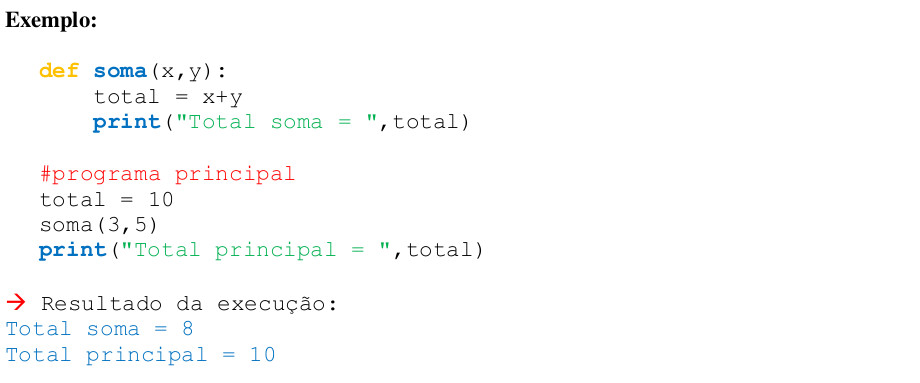 Exemplo:
def soma(x,y):
    total = x+y
    print("Total soma = ",total)
#programa principal
total = 10
soma(3,5)
print("Total principal = ",total)
→ Resultado da execução:
Total soma = 8
Total principal = 10